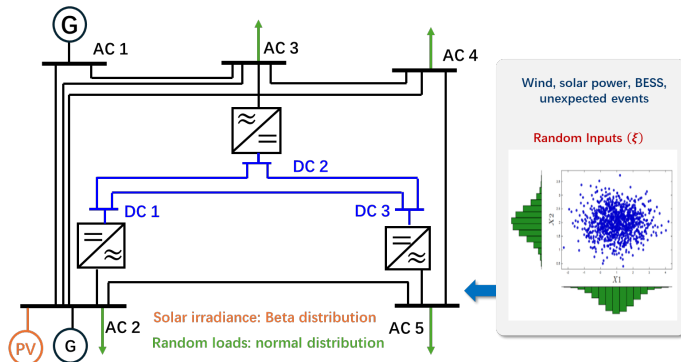 G
AC 1
AC 3
AC 4
DC 2
DC 1
DC 3
PV
G
AC 2
Solar irradiance: Beta distribution
Random loads: normal distribution
AC 5
Wind, solar power, BESS,
unexpected events
Random Inputs (ξ)
X2
X1